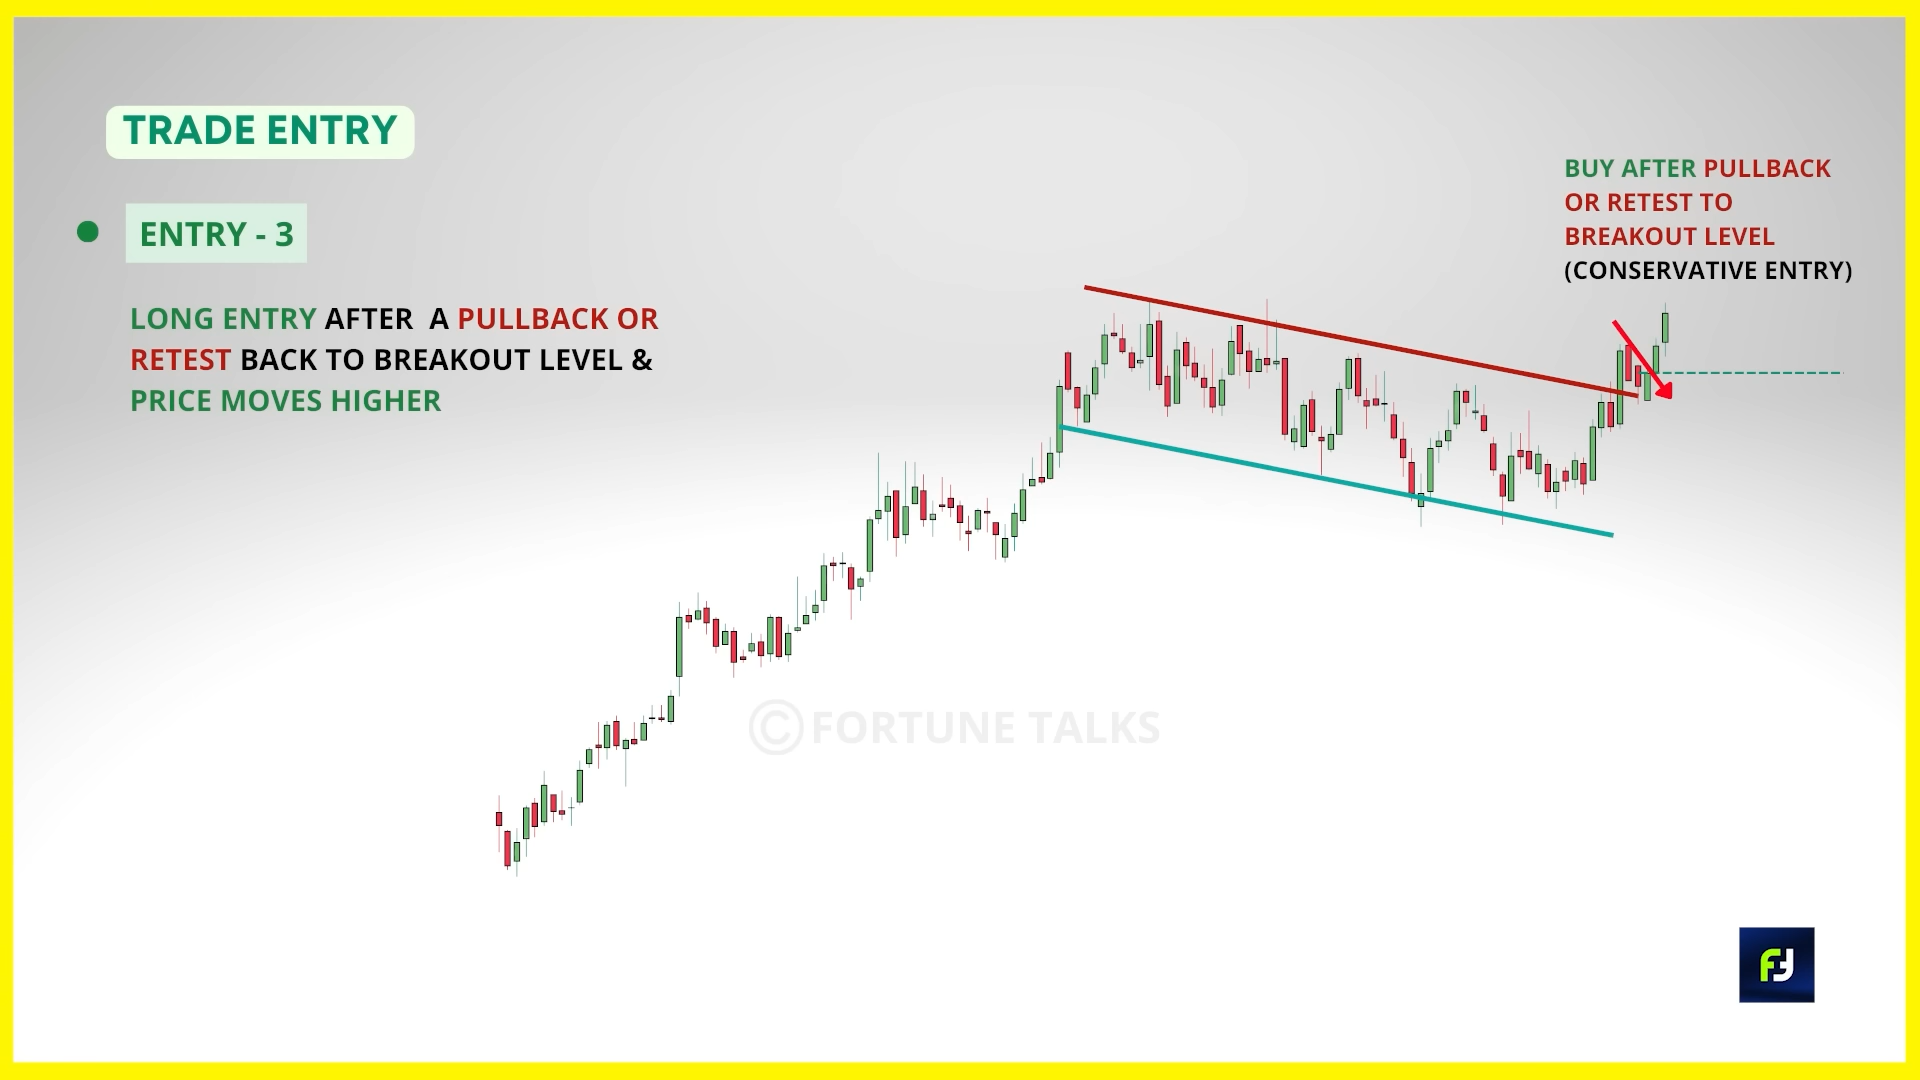 TRADE ENTRY
ENTRY - 3
LONG ENTRY AFTER A PULLBACK OR
RETEST BACK TO BREAKOUT LEVEL &
PRICE MOVES HIGHER
BUY AFTER PULLBACK
OR RETEST TO
BREAKOUT LEVEL
(CONSERVATIVE ENTRY)
© FORTUNE TALKS